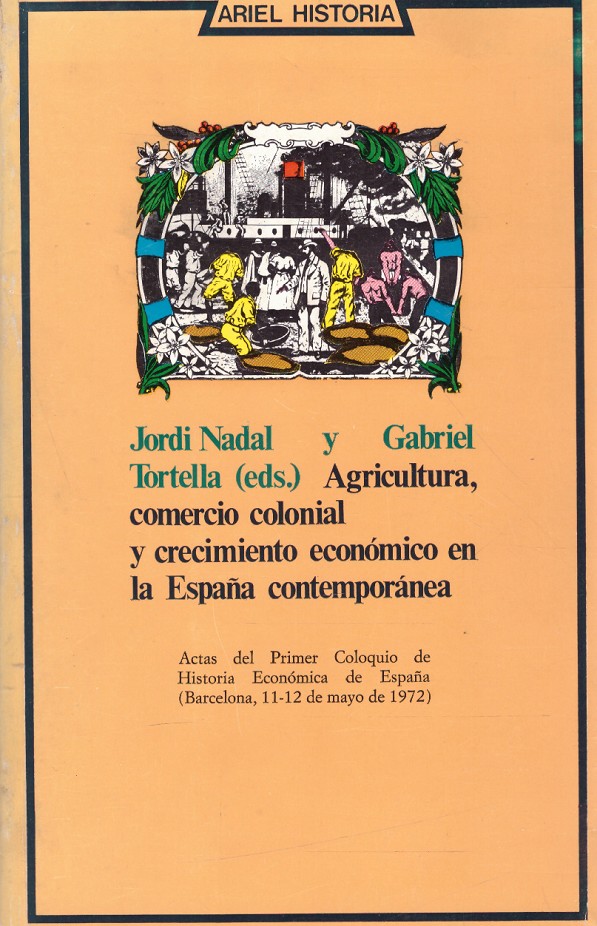 ARIEL HISTORIA
Jordi Nadal y Gabriel
Tortella (eds.) Agricultura,
comercio colonial
y crecimiento económico en
la España contemporánea
Actas del Primer Coloquio de
Historia Económica de España
(Barcelona, 11-12 de mayo de 1972)